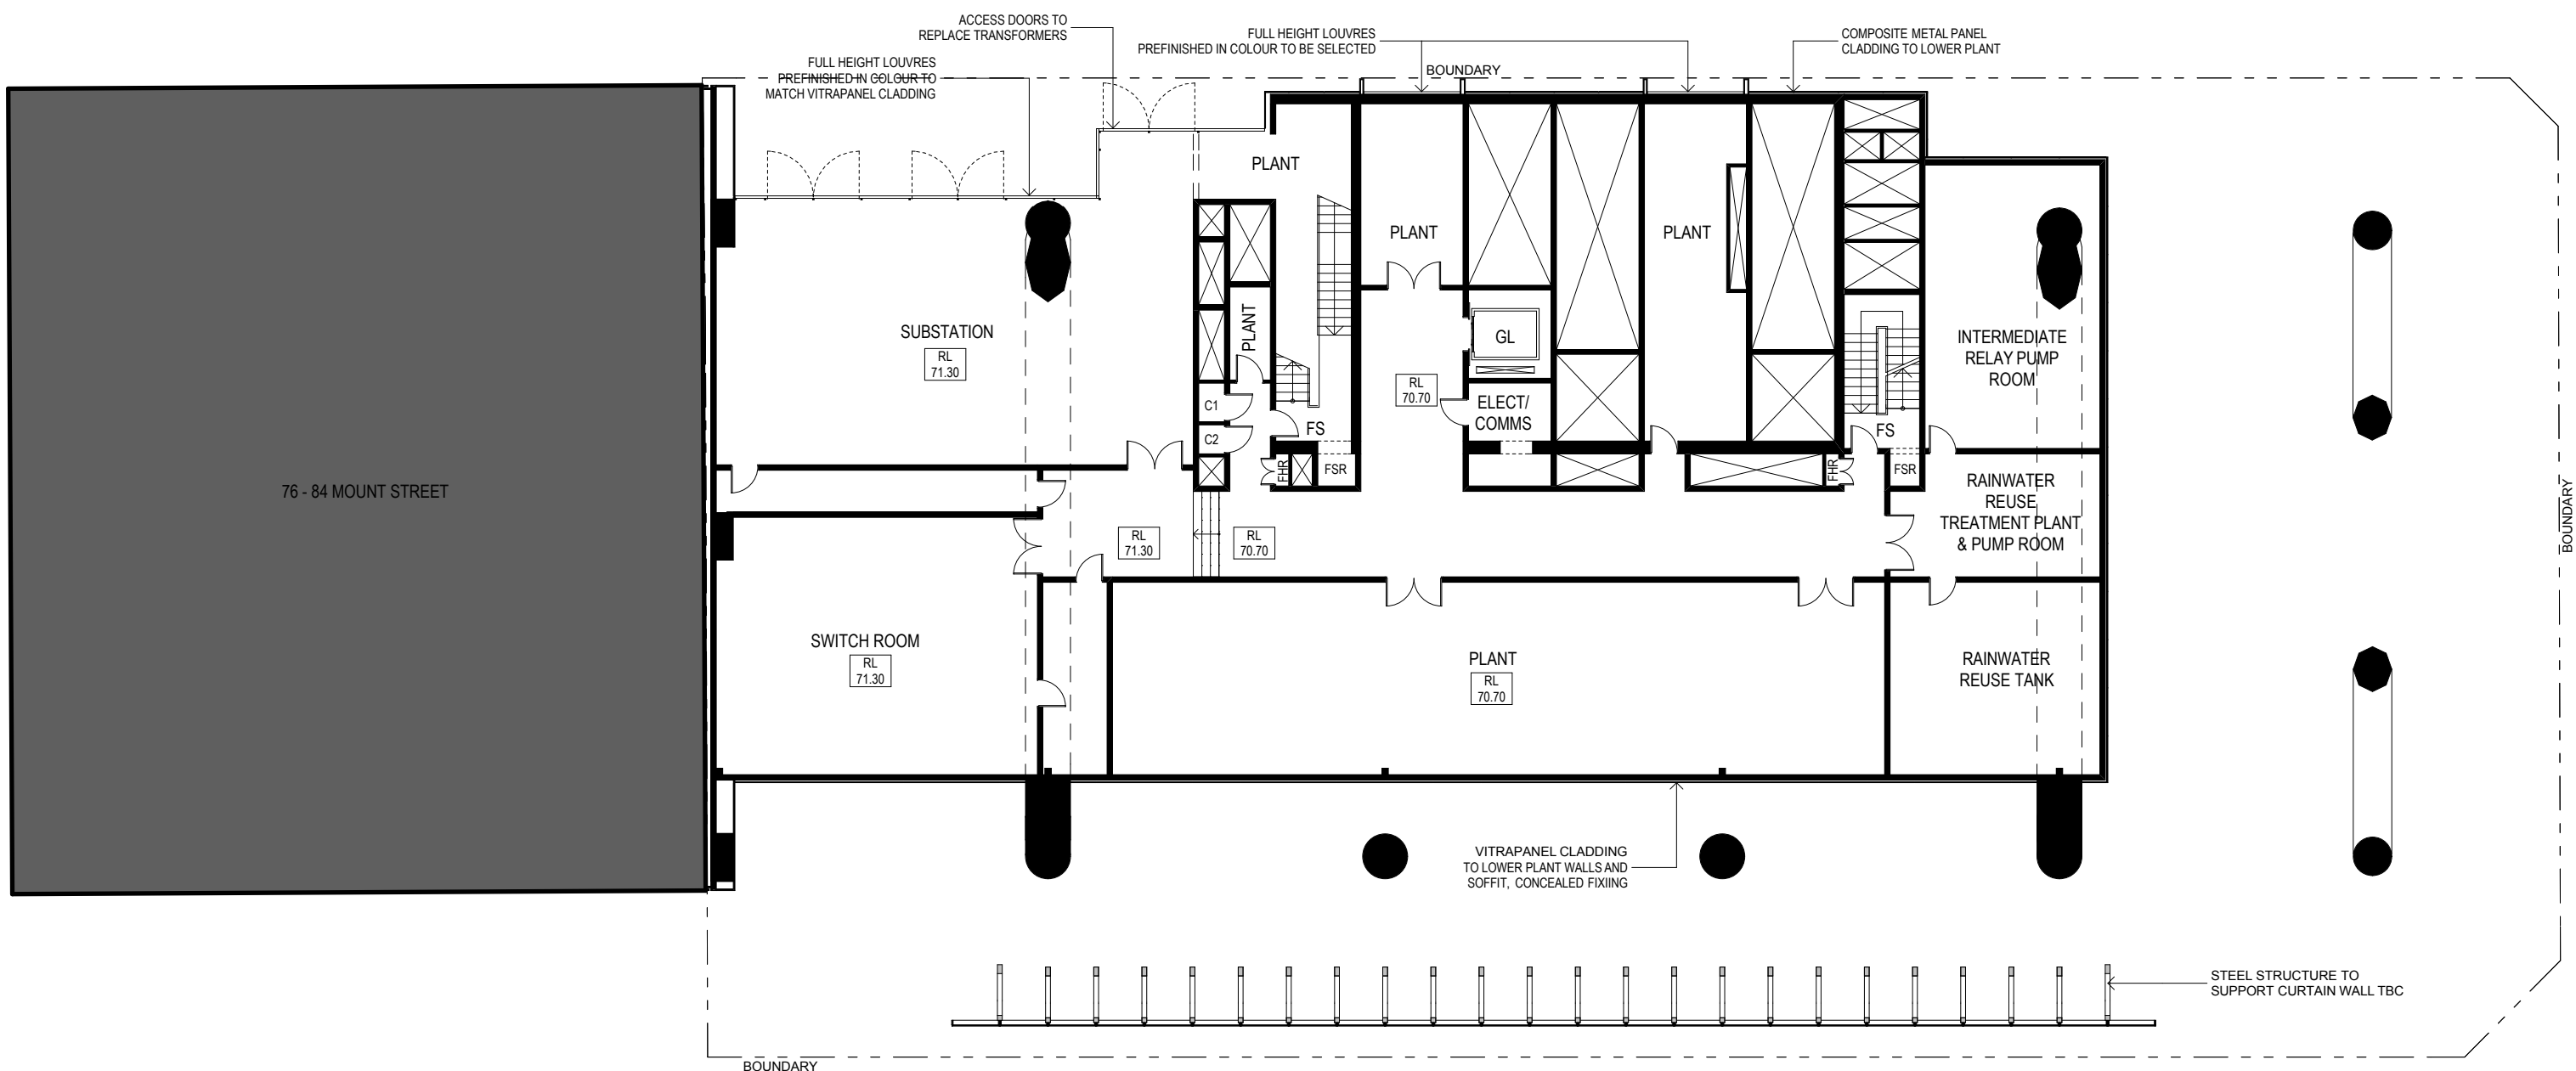 ACCESS DOORS TO
REPLACE TRANSFORMERS
FULL HEIGHT LOUVRES
PREFINISHED IN COLOUR TO BE SELECTED
COMPOSITE METAL PANEL
CLADDING TO LOWER PLANT
FULL HEIGHT LOUVRES
PREFINISHED IN COLOUR TO
MATCH VITRAPANEL CLADDING
BOUNDARY
PLANT
PLANT
PLANT
SUBSTATION
RL
71.30
PLANT
GL
INTERMEDIATE
RELAY PUMP
ROOM
RL
70.70
C1
C2
ELECT/
COMMS
FS
FS
FHR
FSR
FHR
FSR
76 - 84 MOUNT STREET
RAINWATER
REUSE
TREATMENT PLANT
& PUMP ROOM
BOUNDARY
RL
71.30
RL
70.70
SWITCH ROOM
RL
71.30
PLANT
RL
70.70
RAINWATER
REUSE TANK
VITRAPANEL CLADDING
TO LOWER PLANT WALLS AND
SOFFIT, CONCEALED FIXIING
STEEL STRUCTURE TO
SUPPORT CURTAIN WALL TBC
BOUNDARY